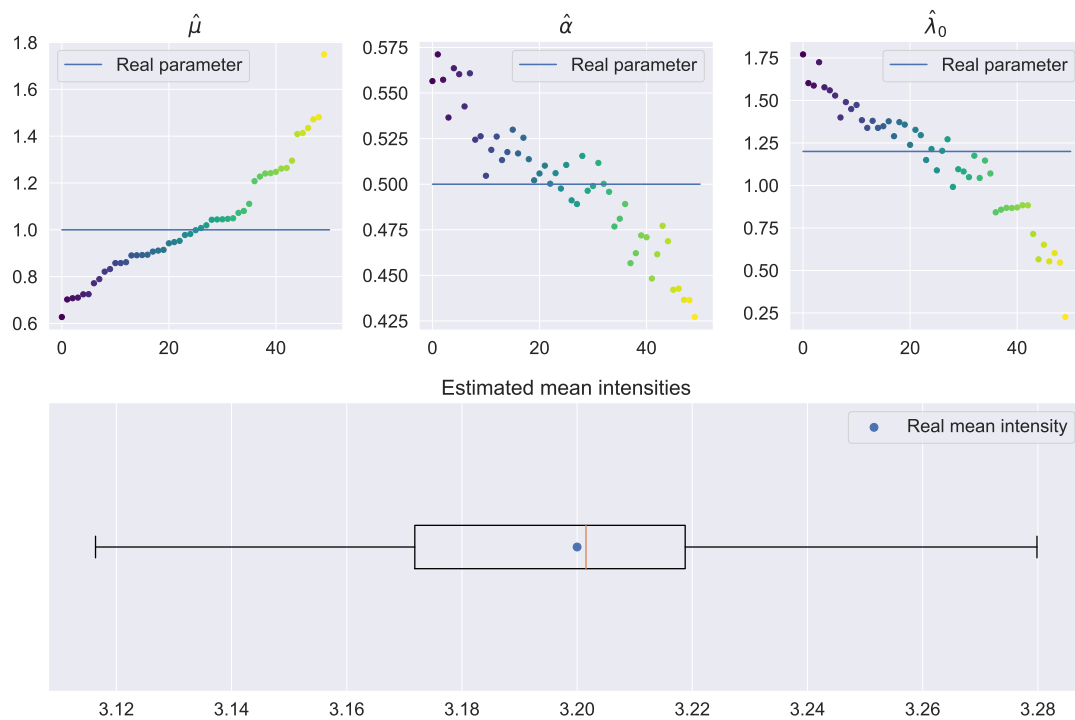 μ̂
α̂
λ̂₀
Real parameter
Real parameter
Real parameter
1.8
1.6
1.4
1.2
1.0
0.8
0.6
0 20 40
0.575
0.550
0.525
0.500
0.475
0.450
0.425
0 20 40
1.75
1.50
1.25
1.00
0.75
0.50
0.25
0 20 40
Estimated mean intensities
Real mean intensity
3.12 3.14 3.16 3.18 3.20 3.22 3.24 3.26 3.28